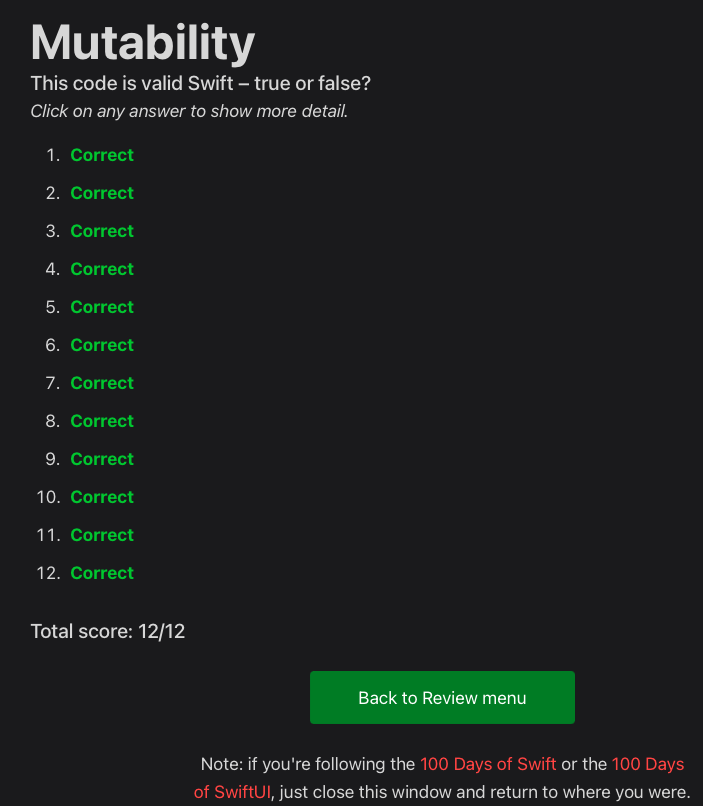 Mutability
This code is valid Swift – true or false?
Click on any answer to show more detail.
1. Correct
2. Correct
3. Correct
4. Correct
5. Correct
6. Correct
7. Correct
8. Correct
9. Correct
10. Correct
11. Correct
12. Correct
Total score: 12/12
Back to Review menu
Note: if you're following the 100 Days of Swift or the 100 Days
of SwiftUI, just close this window and return to where you were.